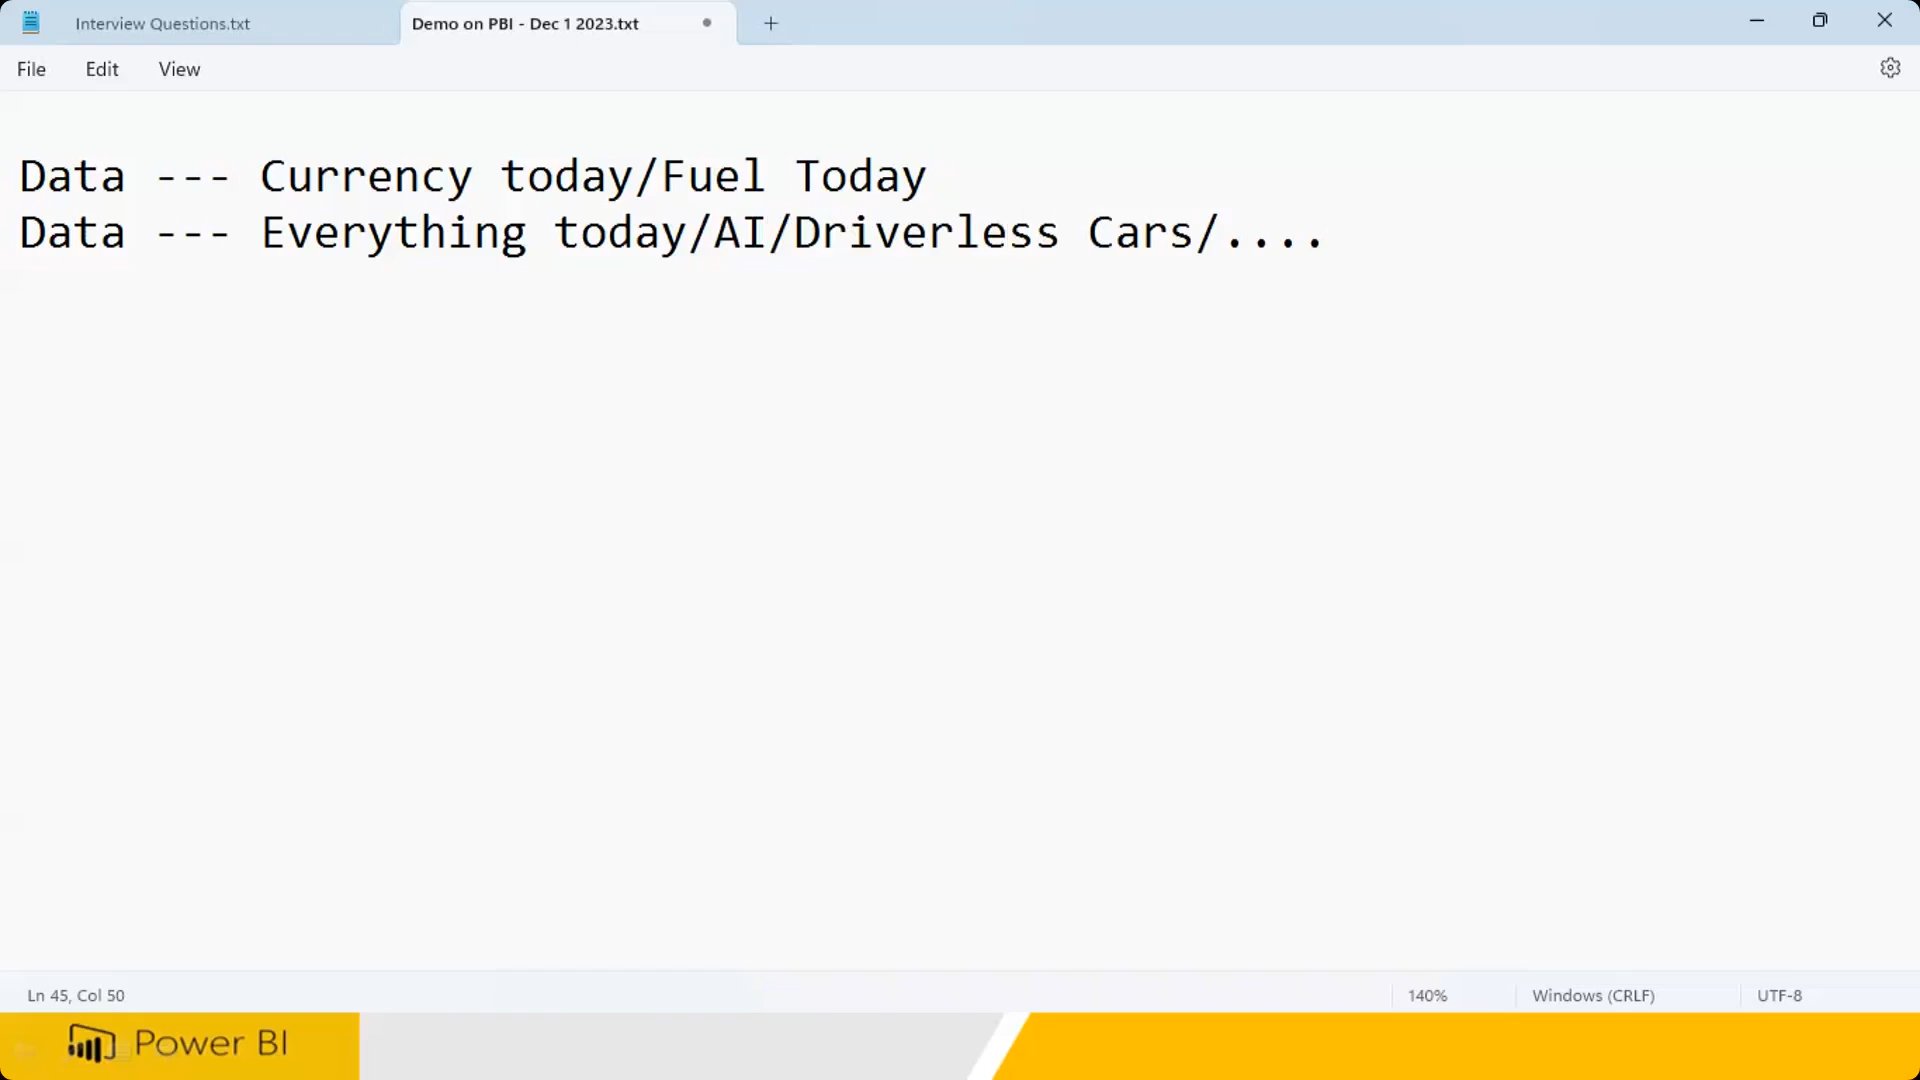 Interview Questions.txt
Demo on PBI - Dec 1 2023.txt
File Edit View
Data --- Currency today/Fuel Today
Data --- Everything today/AI/Driverless Cars/....
Ln 45, Col 50
140%
Windows (CRLF)
UTF-8
Power BI